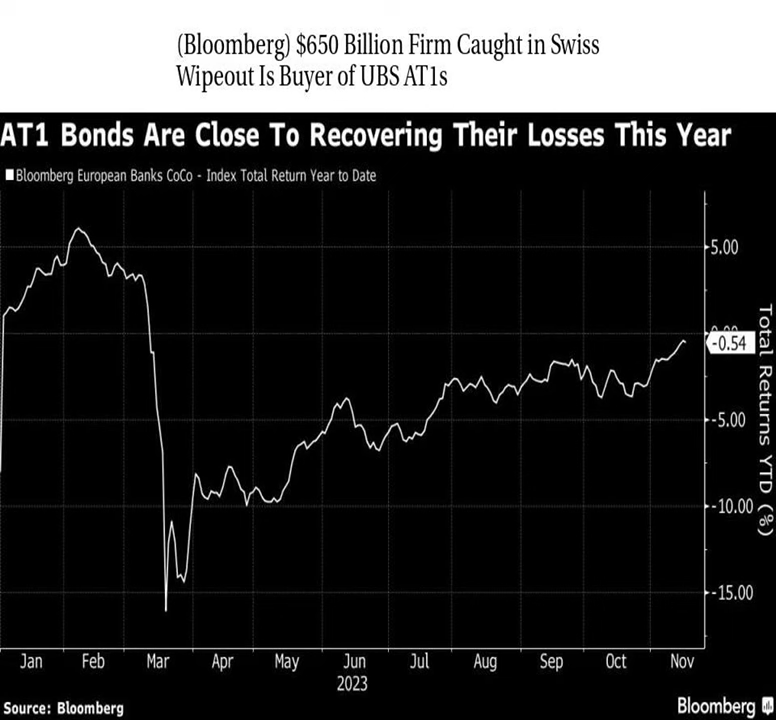 (Bloomberg) $650 Billion Firm Caught in Swiss
Wipeout Is Buyer of UBS AT1s
AT1 Bonds Are Close To Recovering Their Losses This Year
Bloomberg European Banks CoCo - Index Total Return Year to Date
5.00
0.00
-0.54
-5.00
-10.00
-15.00
Total Returns YTD (%)
Jan Feb Mar Apr May Jun Jul Aug Sep Oct Nov
2023
Source: Bloomberg
Bloomberg